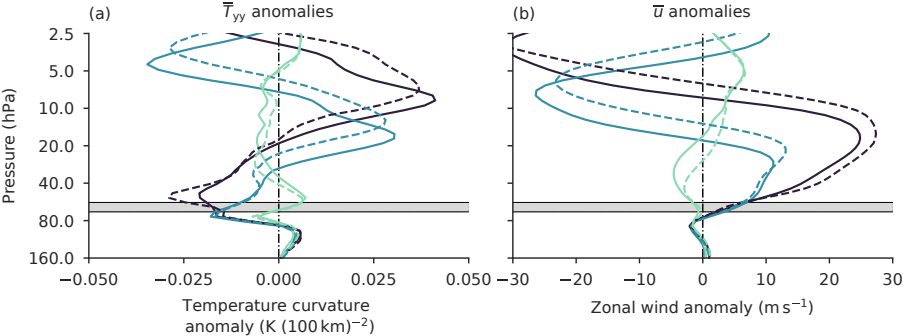 (a) T̅yy anomalies
2.5
5.0
10.0
20.0
40.0
80.0
160.0
Pressure (hPa)
−0.050 −0.025 0.000 0.025 0.050
Temperature curvature
anomaly (K (100 km)⁻²)
(b) u̅ anomalies
−30 −20 −10 0 10 20 30
Zonal wind anomaly (m s⁻¹)